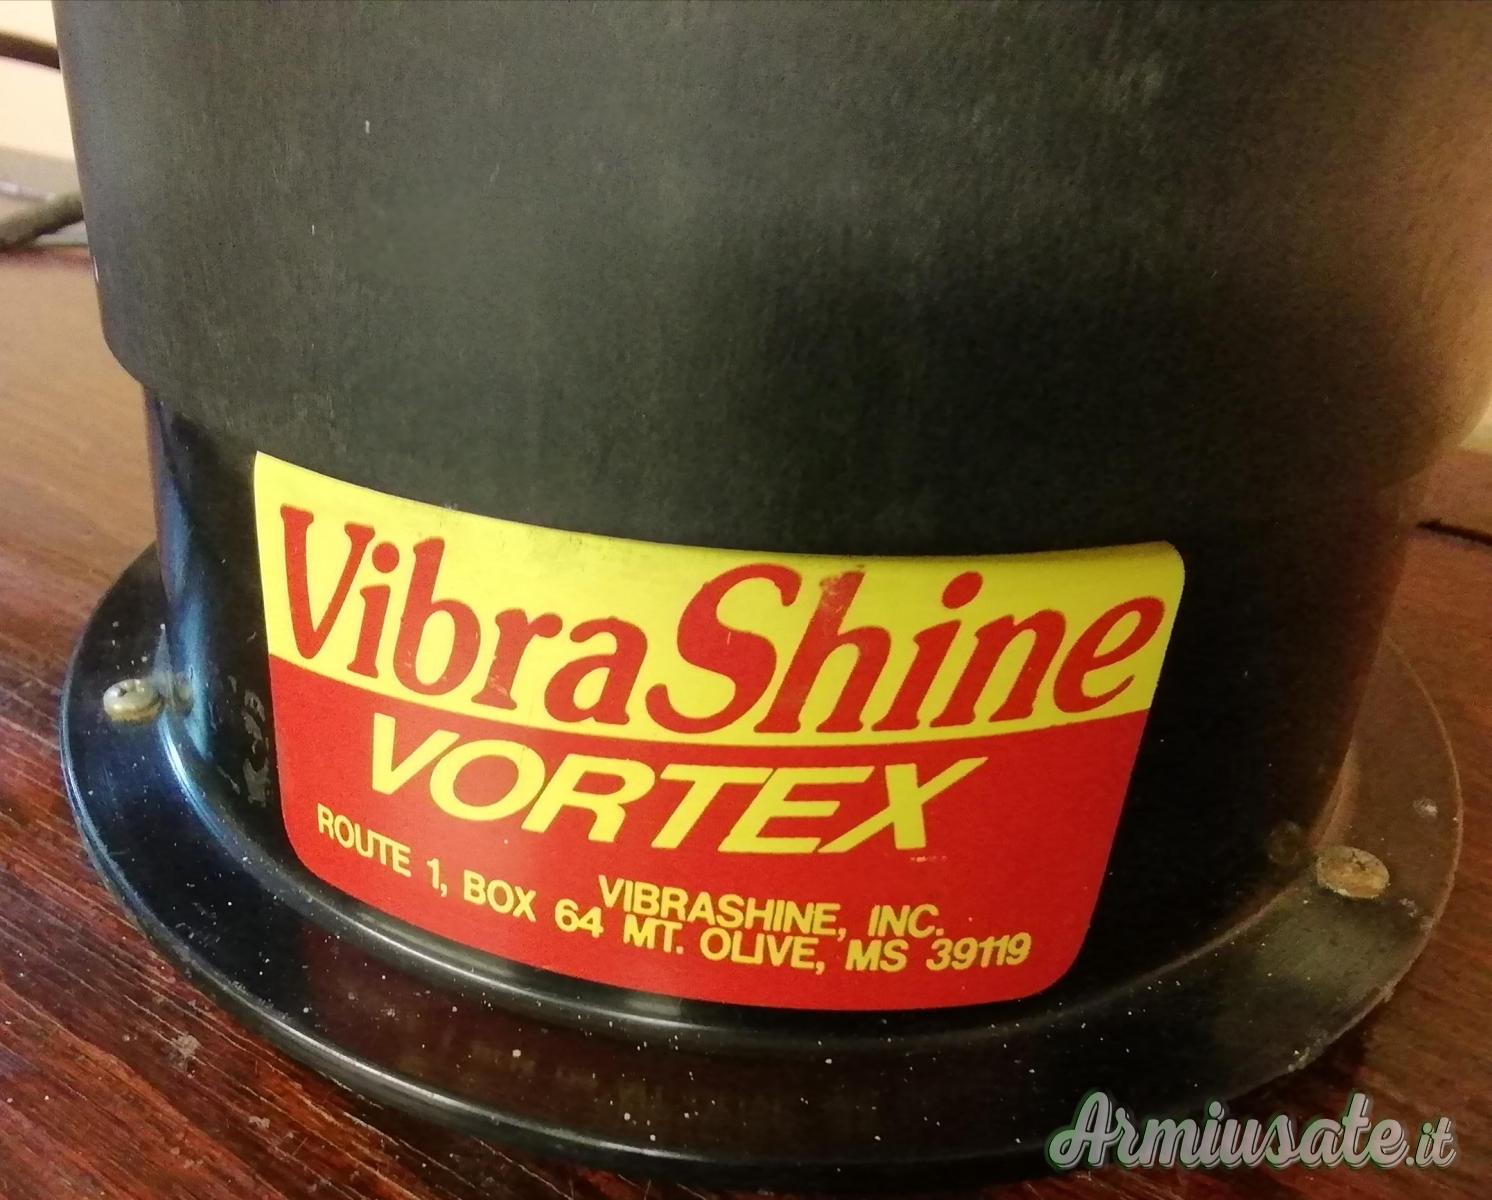 VibraShine
VORTEX
VIBRASHINE, INC.
ROUTE 1, BOX 64 MT. OLIVE, MS 39119
Armiusate.it